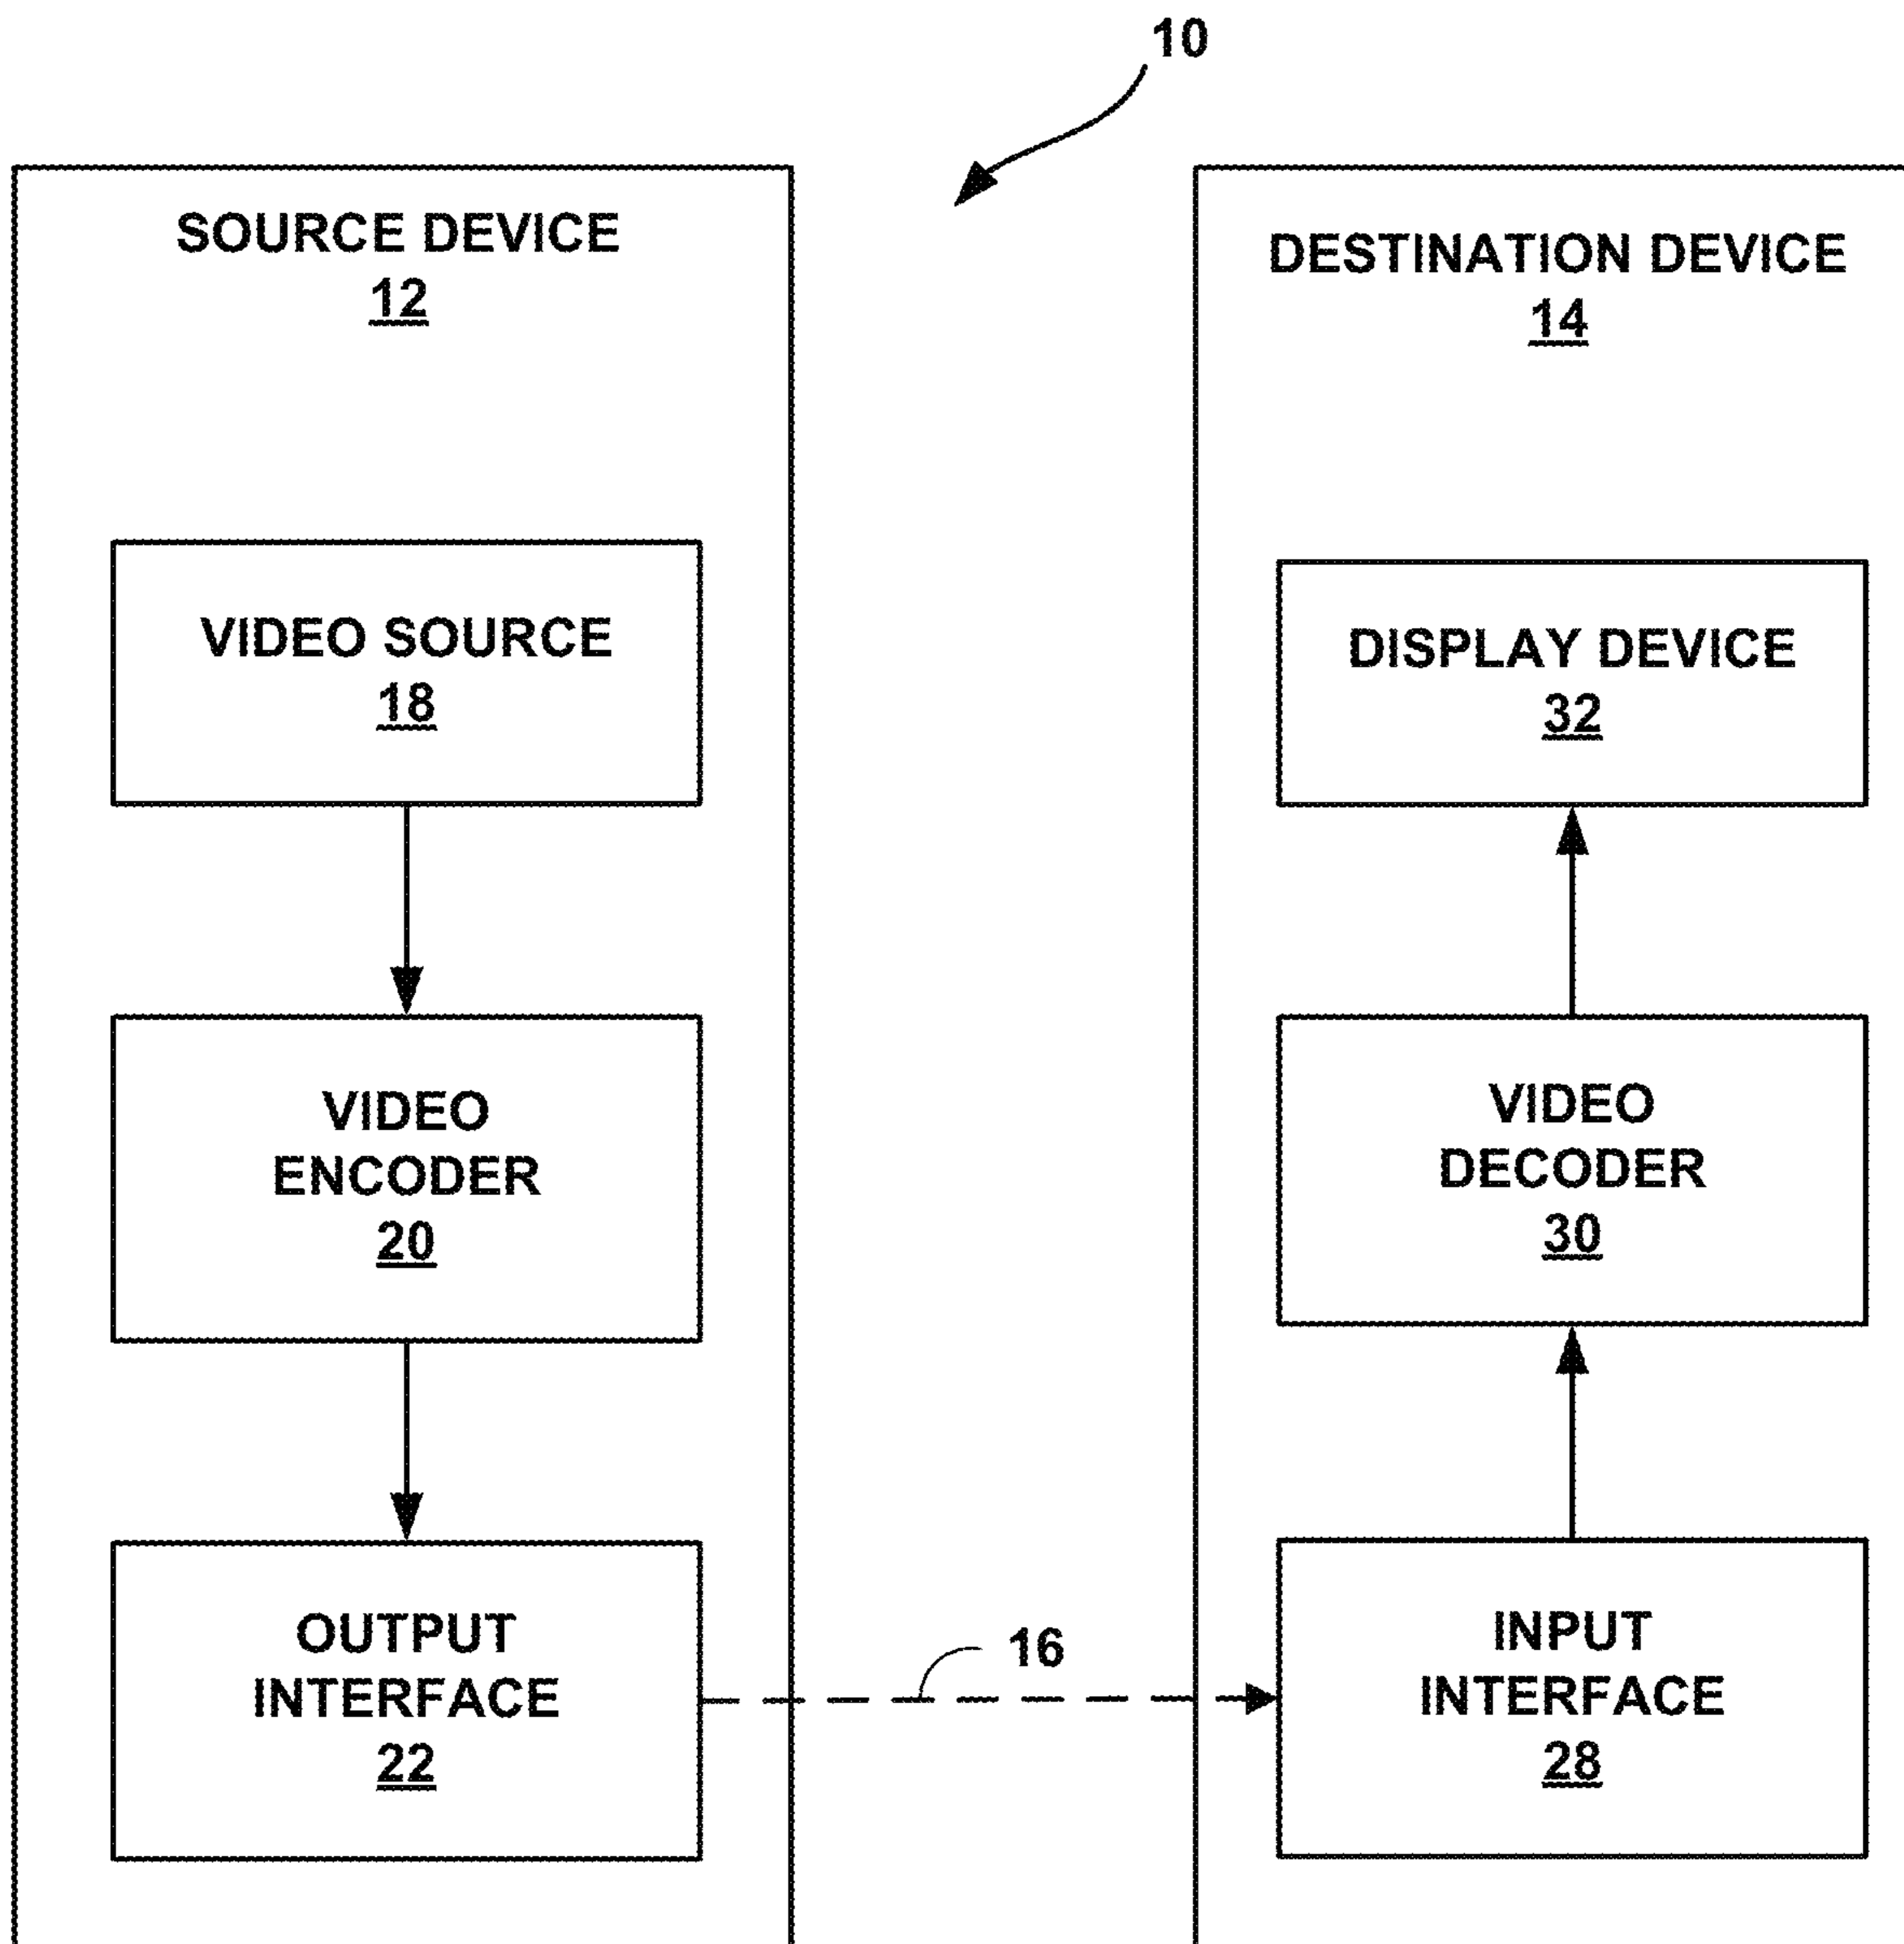 10
SOURCE DEVICE
12
VIDEO SOURCE
18
VIDEO
ENCODER
20
OUTPUT
INTERFACE
22
16
DESTINATION DEVICE
14
DISPLAY DEVICE
32
VIDEO
DECODER
30
INPUT
INTERFACE
28